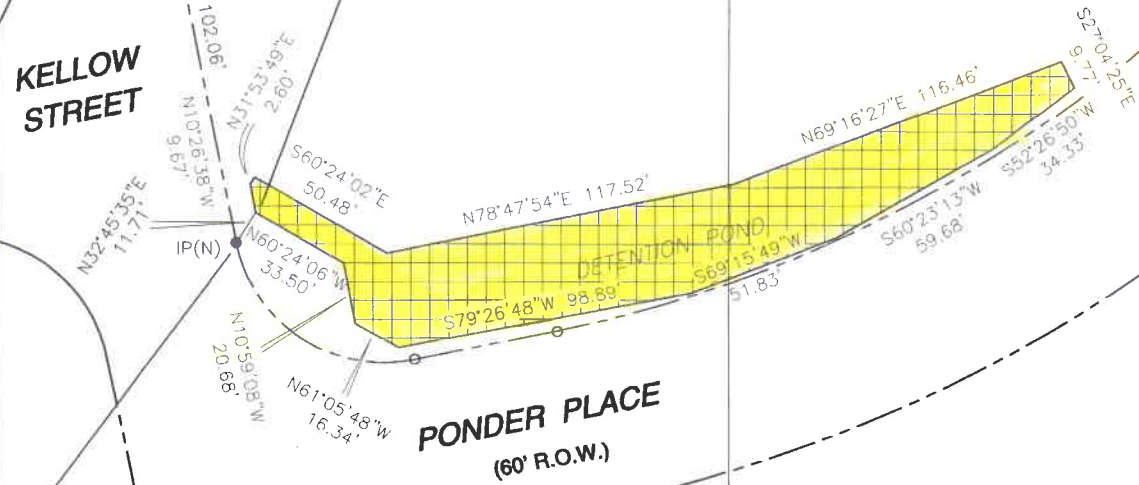 KELLOW
STREET
102.06'
N31°53'49"E
2.60'
N10°26'38"W
9.67'
S60°24'02"E
50.48'
N32°45'35"E
11.71'
IP(N)
N60°24'06"W
33.50'
N78°47'54"E 117.52'
N69°16'27"E 116.46'
S27°04'25"E
9.77'
S52°26'50"W
34.33'
S60°23'13"W
59.68'
DETENTION POND
S69°15'49"W
51.83'
S79°26'48"W 98.89'
N10°59'08"W
20.68'
N61°05'48"W
16.34'
PONDER PLACE
(60' R.O.W.)